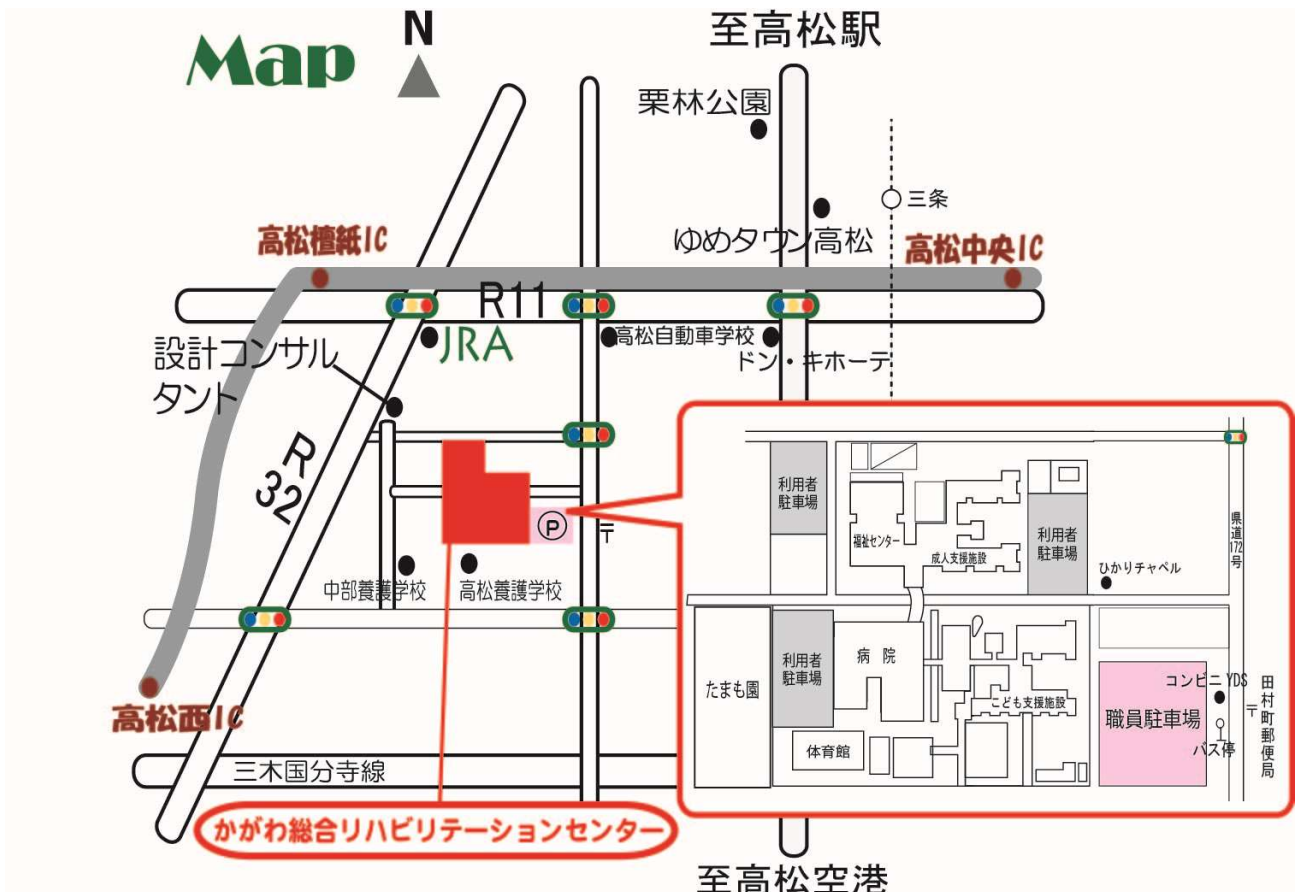 Map
N
至高松駅
栗林公園
三条
ゆめタウン高松
高松檀紙IC
高松中央IC
R11
JRA
高松自動車学校
ドン・キホーテ
設計コンサル
タント
R
32
P
〒
中部養護学校
高松養護学校
高松西IC
三木国分寺線
かがわ総合リハビリテーションセンター
至高松空港
利用者
駐車場
福祉センター
成人支援施設
利用者
駐車場
県道172号
ひかりチャペル
たまも園
利用者
駐車場
病 院
こども支援施設
体育館
職員駐車場
コンビニYDS
バス停
〒
田村町郵便局